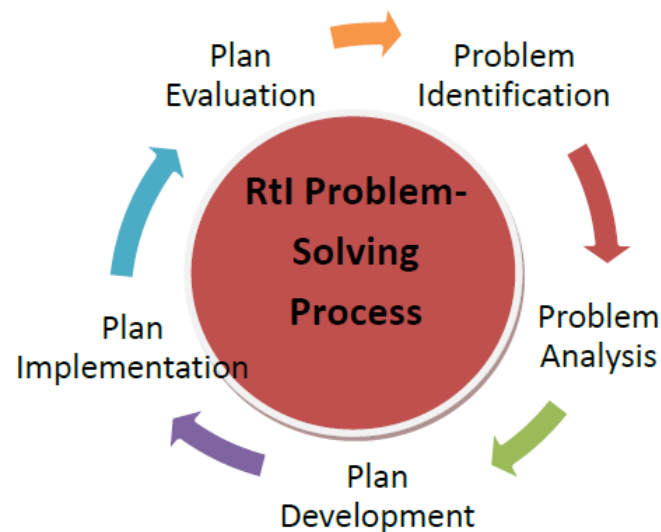 Plan
Evaluation
Problem
Identification
RtI Problem-
Solving
Process
Problem
Analysis
Plan
Implementation
Plan
Development